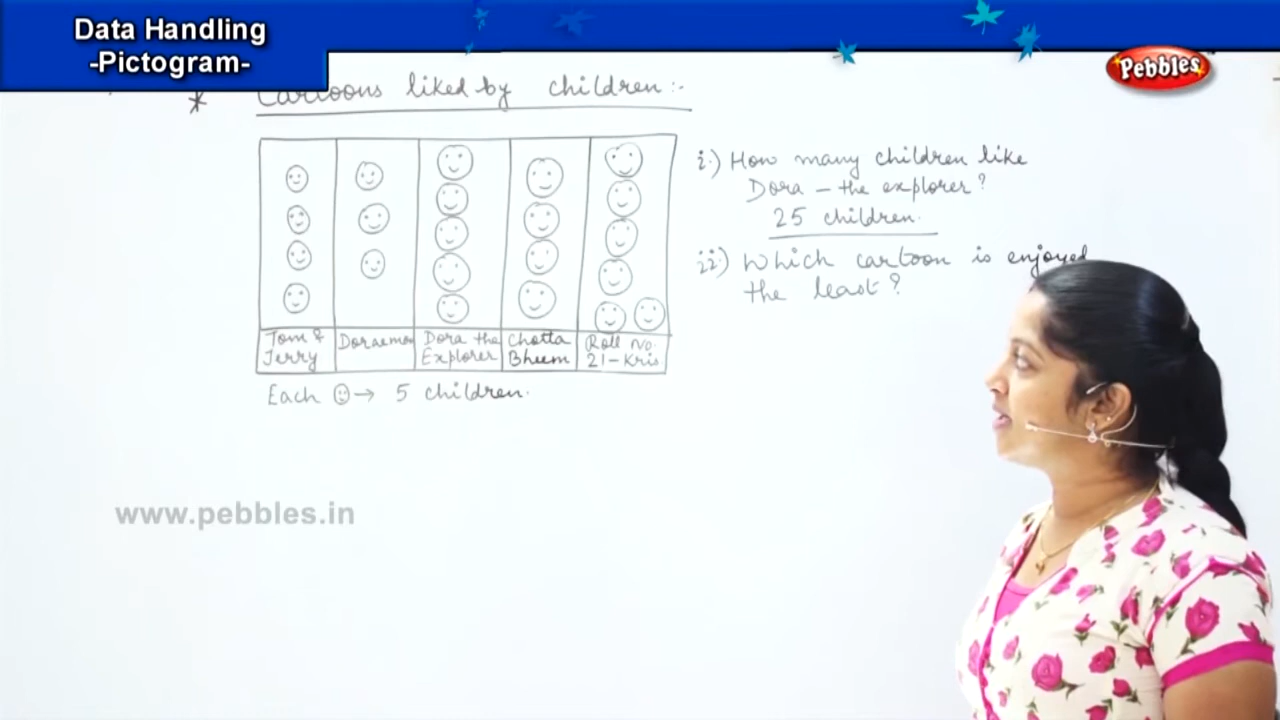 Data Handling
-Pictogram-
Pebbles
* Cartoons liked by children:-
Tom & Jerry
Doraemon
Dora the Explorer
Chotta Bheem
Roll No. 21-Kris
Each → 5 children.
i.) How many children like
Dora - the explorer?
25 children.
ii.) Which cartoon is enjoyed
the least?
www.pebbles.in